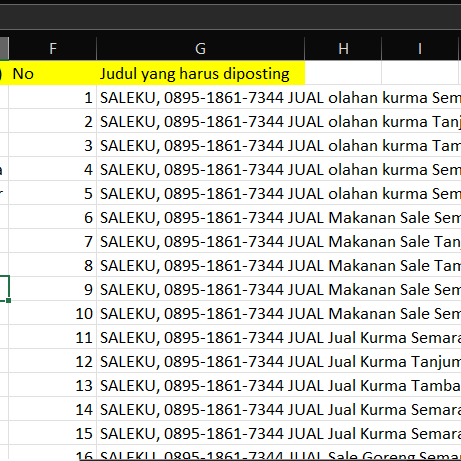 F G H I
) No Judul yang harus diposting
1 SALEKU, 0895-1861-7344 JUAL olahan kurma Sem
2 SALEKU, 0895-1861-7344 JUAL olahan kurma Tanj
3 SALEKU, 0895-1861-7344 JUAL olahan kurma Tam
a 4 SALEKU, 0895-1861-7344 JUAL olahan kurma Sem
r 5 SALEKU, 0895-1861-7344 JUAL olahan kurma Sem
6 SALEKU, 0895-1861-7344 JUAL Makanan Sale Sem
7 SALEKU, 0895-1861-7344 JUAL Makanan Sale Tanj
8 SALEKU, 0895-1861-7344 JUAL Makanan Sale Tam
9 SALEKU, 0895-1861-7344 JUAL Makanan Sale Sem
10 SALEKU, 0895-1861-7344 JUAL Makanan Sale Sem
11 SALEKU, 0895-1861-7344 JUAL Jual Kurma Semara
12 SALEKU, 0895-1861-7344 JUAL Jual Kurma Tanjum
13 SALEKU, 0895-1861-7344 JUAL Jual Kurma Tamba
14 SALEKU, 0895-1861-7344 JUAL Jual Kurma Semara
15 SALEKU, 0895-1861-7344 JUAL Jual Kurma Semara
16 SALEKU, 0895-1861-7344 JUAL Sale Goreng Semar